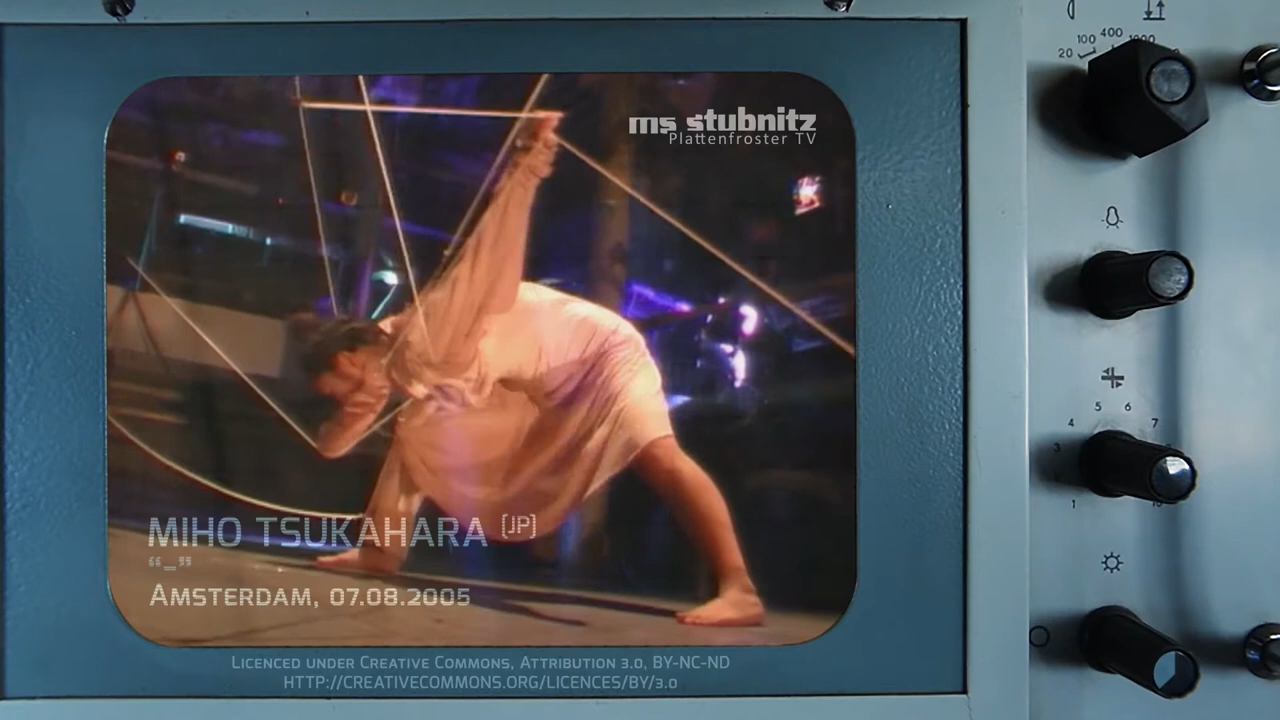 20 100 400 1000
ms stubnitz
Plattenfroster TV
5 6
4 7
3
1 10
MIHO TSUKAHARA [JP]
"_"
AMSTERDAM, 07.08.2005
LICENCED UNDER CREATIVE COMMONS, ATTRIBUTION 3.0, BY-NC-ND
HTTP://CREATIVECOMMONS.ORG/LICENCES/BY/3.0